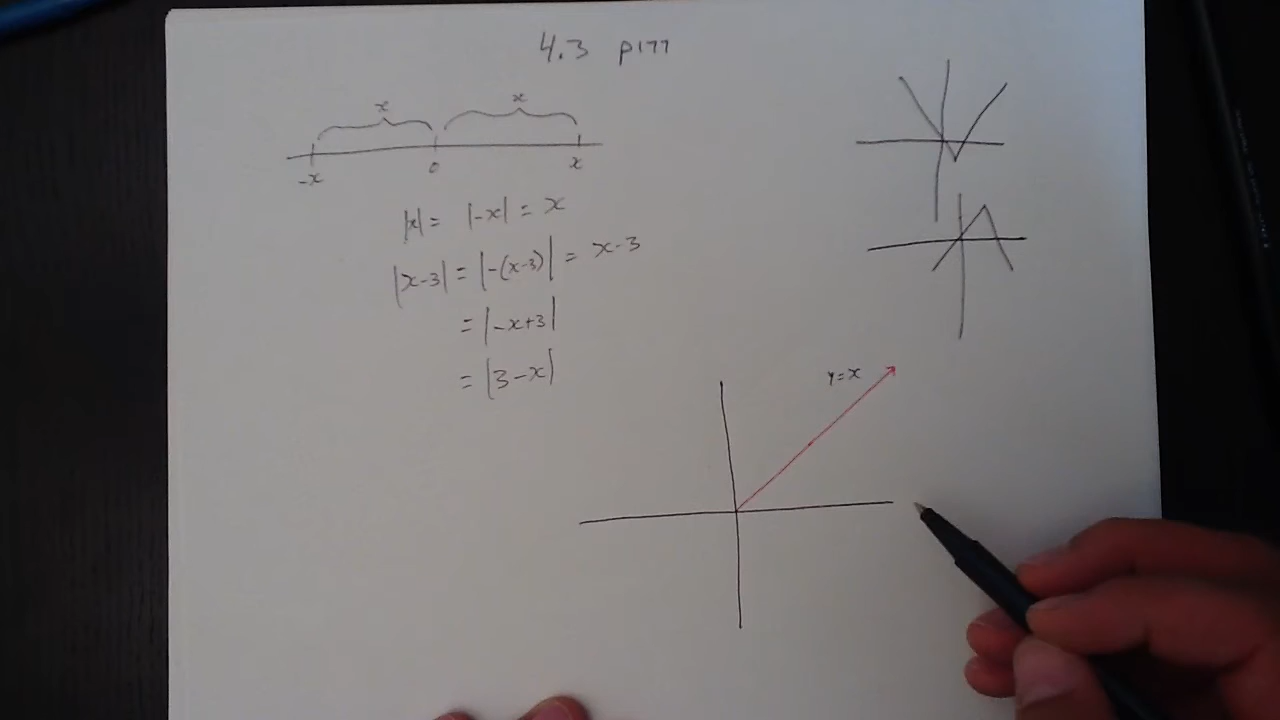 4.3 p177
x x
-x 0 x
|x| = |-x| = x
|x-3| = |-(x-3)| = x-3
= |-x+3|
= |3-x|
y=x